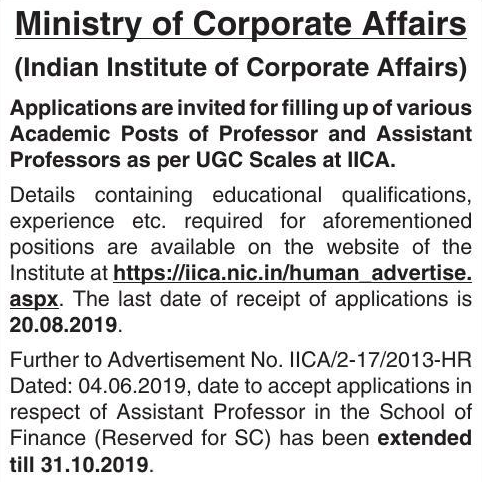 Ministry of Corporate Affairs
(Indian Institute of Corporate Affairs)
Applications are invited for filling up of various
Academic Posts of Professor and Assistant
Professors as per UGC Scales at IICA.
Details containing educational qualifications,
experience etc. required for aforementioned
positions are available on the website of the
Institute at https://iica.nic.in/human_advertise.
aspx. The last date of receipt of applications is
20.08.2019.
Further to Advertisement No. IICA/2-17/2013-HR
Dated: 04.06.2019, date to accept applications in
respect of Assistant Professor in the School of
Finance (Reserved for SC) has been extended
till 31.10.2019.